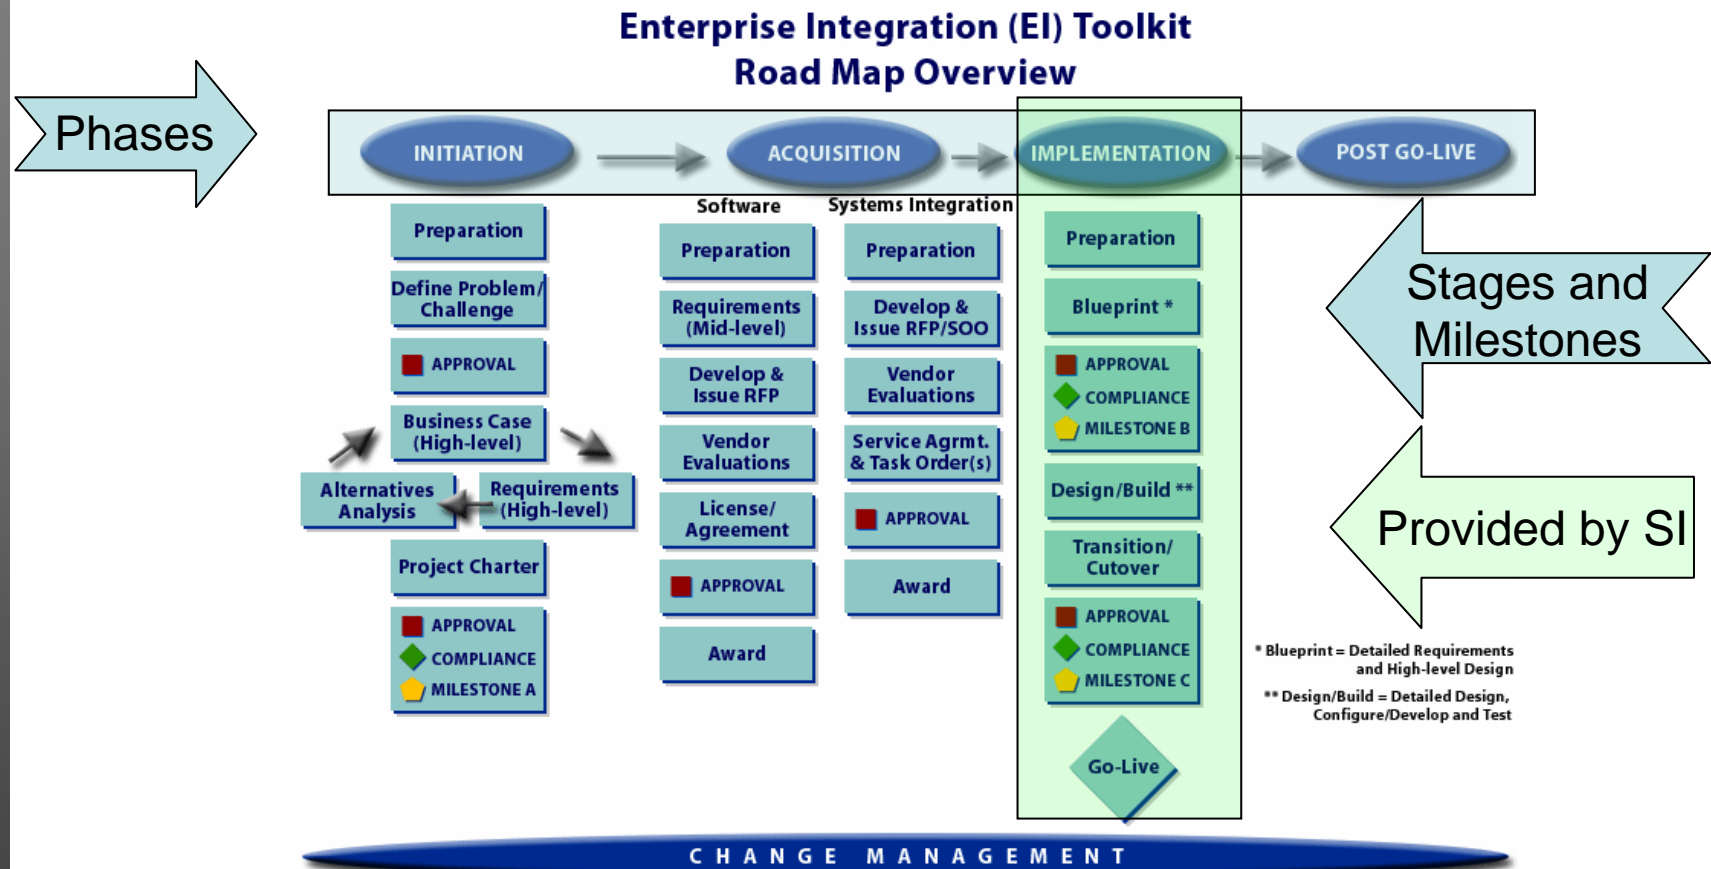 Enterprise Integration (EI) Toolkit
Road Map Overview
Phases
INITIATION
ACQUISITION
IMPLEMENTATION
POST GO-LIVE
Preparation
Define Problem/
Challenge
APPROVAL
Business Case
(High-level)
Alternatives
Analysis
Requirements
(High-level)
Project Charter
APPROVAL
COMPLIANCE
MILESTONE A
Software
Preparation
Requirements
(Mid-level)
Develop &
Issue RFP
Vendor
Evaluations
License/
Agreement
APPROVAL
Award
Systems Integration
Preparation
Develop &
Issue RFP/SOO
Vendor
Evaluations
Service Agrmt.
& Task Order(s)
APPROVAL
Award
Preparation
Blueprint *
APPROVAL
COMPLIANCE
MILESTONE B
Design/Build **
Transition/
Cutover
APPROVAL
COMPLIANCE
MILESTONE C
Go-Live
Stages and
Milestones
Provided by SI
* Blueprint = Detailed Requirements
and High-level Design
** Design/Build = Detailed Design,
Configure/Develop and Test
CHANGE MANAGEMENT